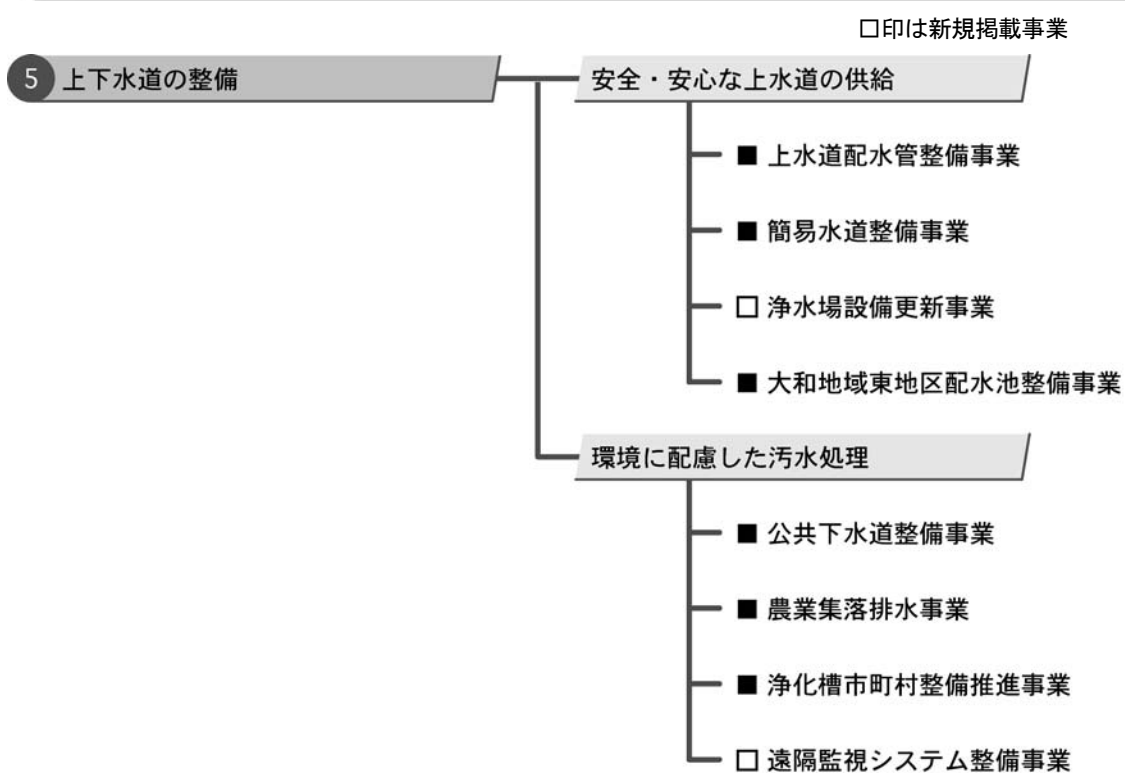 □印は新規掲載事業
5 上下水道の整備
安全・安心な上水道の供給
■ 上水道配水管整備事業
■ 簡易水道整備事業
□ 浄水場設備更新事業
■ 大和地域東地区配水池整備事業
環境に配慮した汚水処理
■ 公共下水道整備事業
■ 農業集落排水事業
■ 浄化槽市町村整備推進事業
□ 遠隔監視システム整備事業